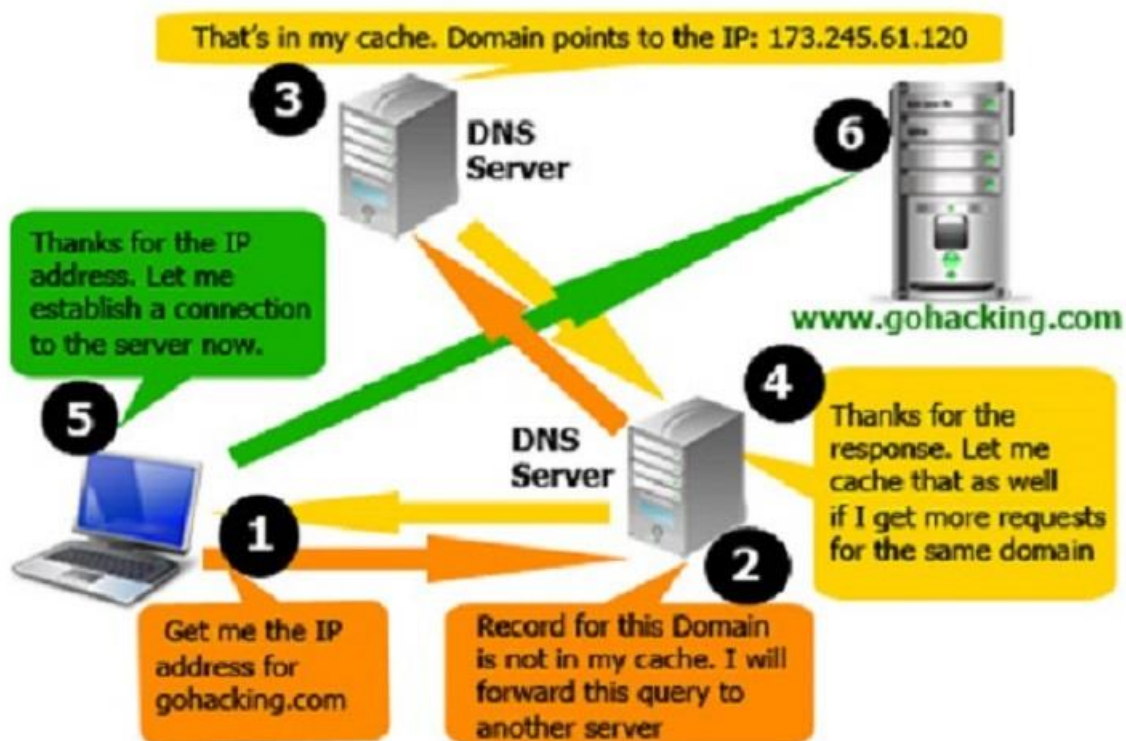 That's in my cache. Domain points to the IP: 173.245.61.120
3
DNS
Server
6
www.gohacking.com
Thanks for the IP
address. Let me
establish a connection
to the server now.
5
4
Thanks for the
response. Let me
cache that as well
if I get more requests
for the same domain
DNS
Server
1
2
Get me the IP
address for
gohacking.com
Record for this Domain
is not in my cache. I will
forward this query to
another server